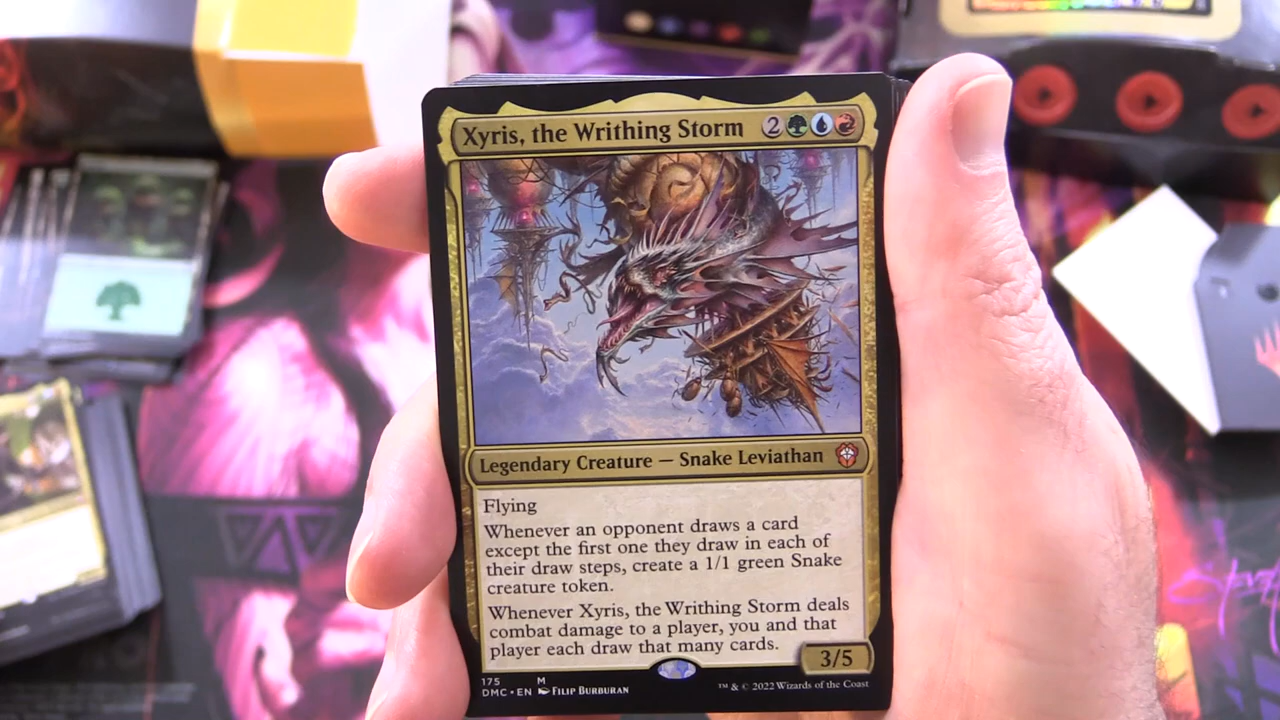 Xyris, the Writhing Storm 2
Legendary Creature — Snake Leviathan
Flying
Whenever an opponent draws a card
except the first one they draw in each of
their draw steps, create a 1/1 green Snake
creature token.
Whenever Xyris, the Writhing Storm deals
combat damage to a player, you and that
player each draw that many cards.
3/5
175 M
DMC • EN Filip Burburan
™ & © 2022 Wizards of the Coast